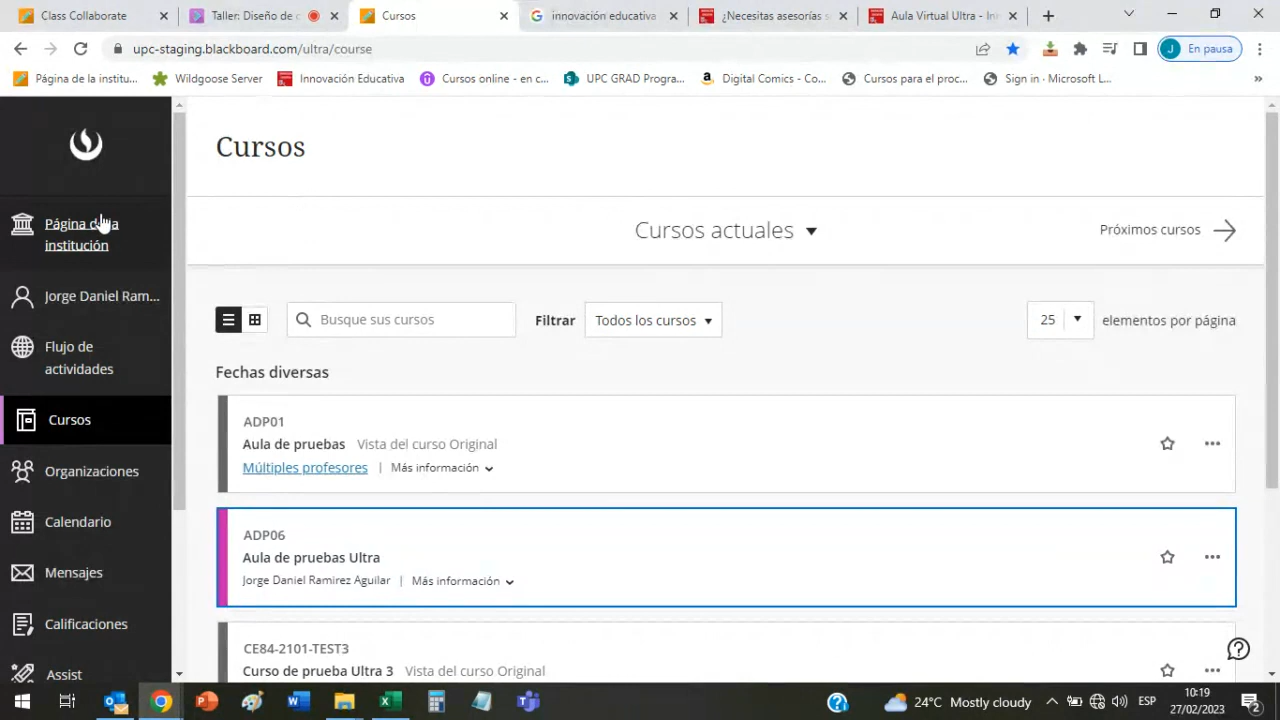 Class Collaborate
Taller: Diseño de c
Cursos
innovación educativa
¿Necesitas asesorías s
Aula Virtual Ultra - Inn
upc-staging.blackboard.com/ultra/course
J En pausa
Página de la institu...
Wildgoose Server
Innovación Educativa
Cursos online - en c...
UPC GRAD Progra...
Digital Comics - Co...
Cursos para el proc...
Sign in · Microsoft L...
»
Página de la
institución
Jorge Daniel Ram...
Flujo de
actividades
Cursos
Organizaciones
Calendario
Mensajes
Calificaciones
Assist
Cursos
Cursos actuales
Próximos cursos
Busque sus cursos
Filtrar
Todos los cursos
25
elementos por página
Fechas diversas
ADP01
Aula de pruebas Vista del curso Original
Múltiples profesores | Más información
ADP06
Aula de pruebas Ultra
Jorge Daniel Ramirez Aguilar | Más información
CE84-2101-TEST3
Curso de prueba Ultra 3 Vista del curso Original
24°C Mostly cloudy
ESP
10:19
27/02/2023
2